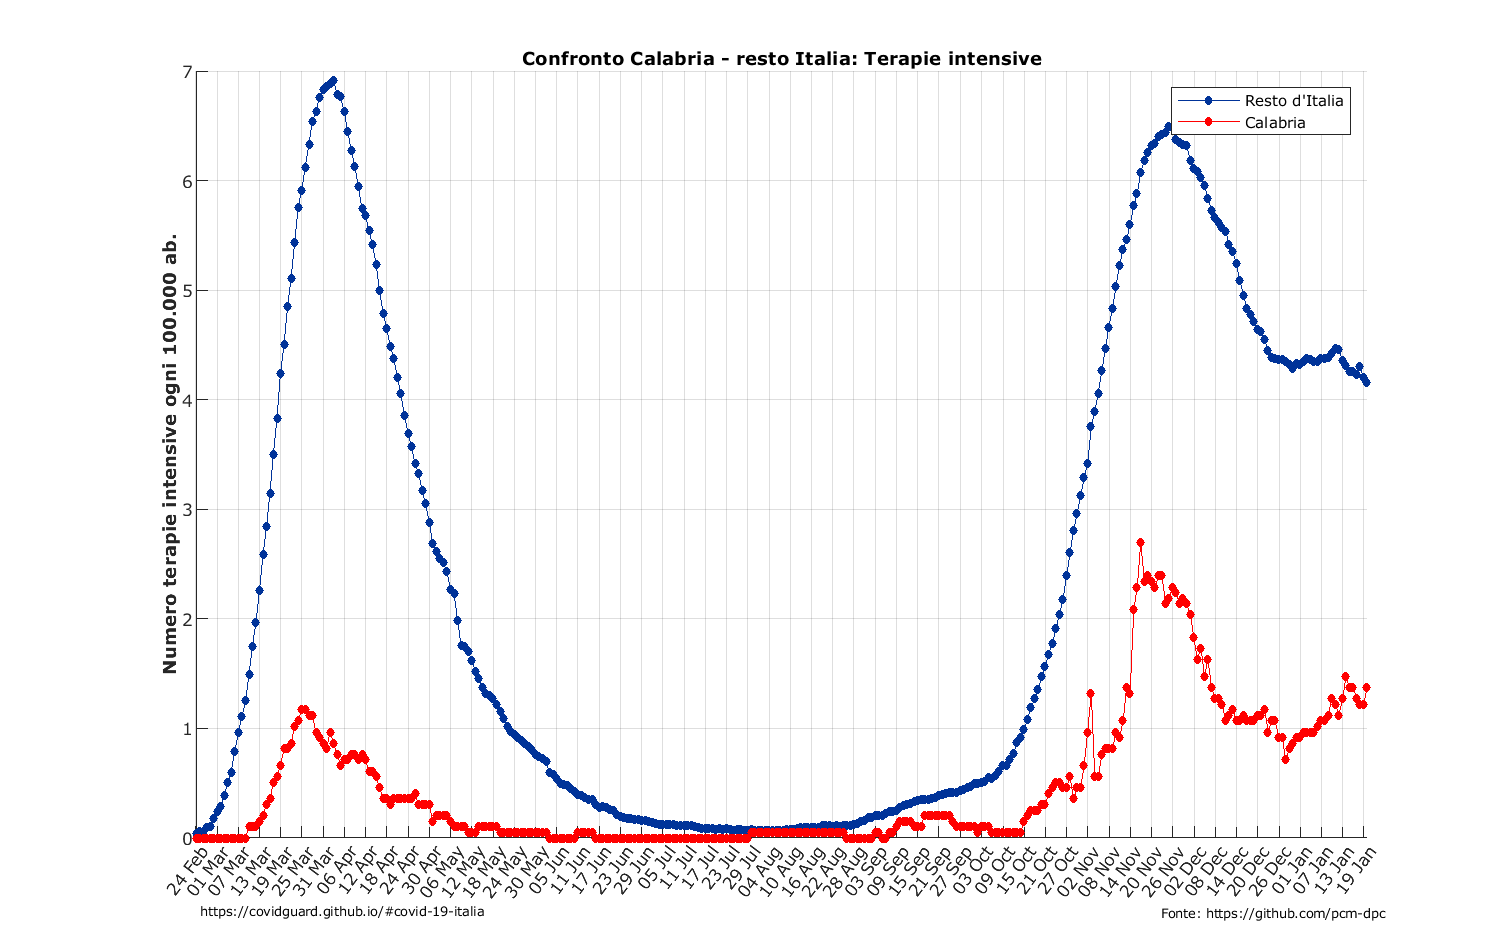 Confronto Calabria - resto Italia: Terapie intensive
Resto d'Italia
Calabria
Numero terapie intensive ogni 100.000 ab.
7
6
5
4
3
2
1
0
24 Feb
01 Mar
07 Mar
13 Mar
19 Mar
25 Mar
31 Mar
06 Apr
12 Apr
18 Apr
24 Apr
30 Apr
06 May
12 May
18 May
24 May
30 May
05 Jun
11 Jun
17 Jun
23 Jun
29 Jun
05 Jul
11 Jul
17 Jul
23 Jul
29 Jul
04 Aug
10 Aug
16 Aug
22 Aug
28 Aug
03 Sep
09 Sep
15 Sep
21 Sep
27 Sep
03 Oct
09 Oct
15 Oct
21 Oct
27 Oct
02 Nov
08 Nov
14 Nov
20 Nov
26 Nov
02 Dec
08 Dec
14 Dec
20 Dec
26 Dec
01 Jan
07 Jan
13 Jan
19 Jan
https://covidguard.github.io/#covid-19-italia
Fonte: https://github.com/pcm-dpc